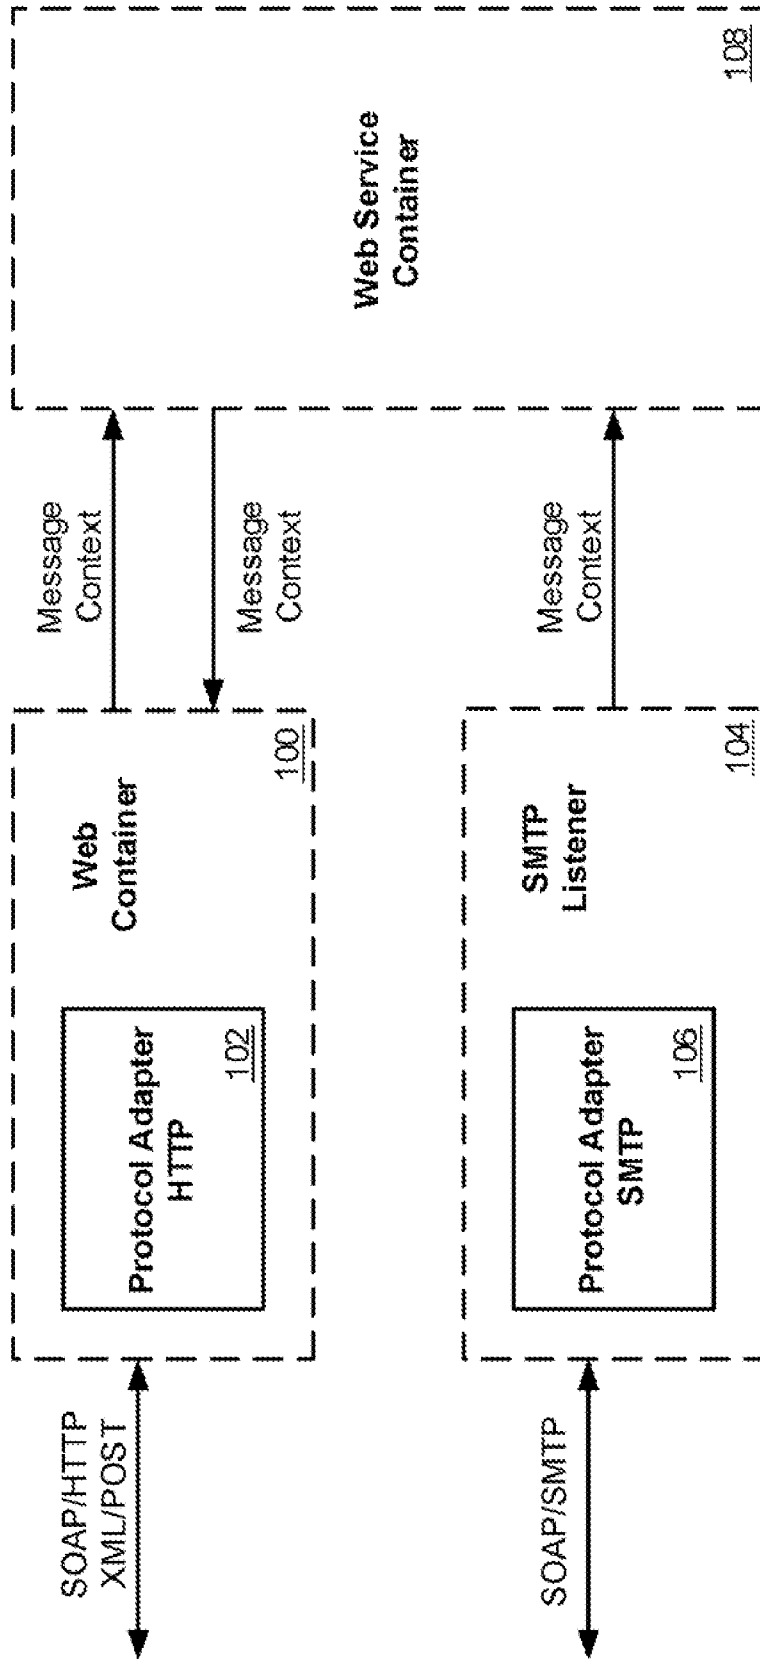 SOAP/HTTP
XML/POST
Protocol Adapter
HTTP
102
Web
Container
100
Message
Context
Message
Context
Web Service
Container
108
SOAP/SMTP
Protocol Adapter
SMTP
106
SMTP
Listener
104
Message
Context